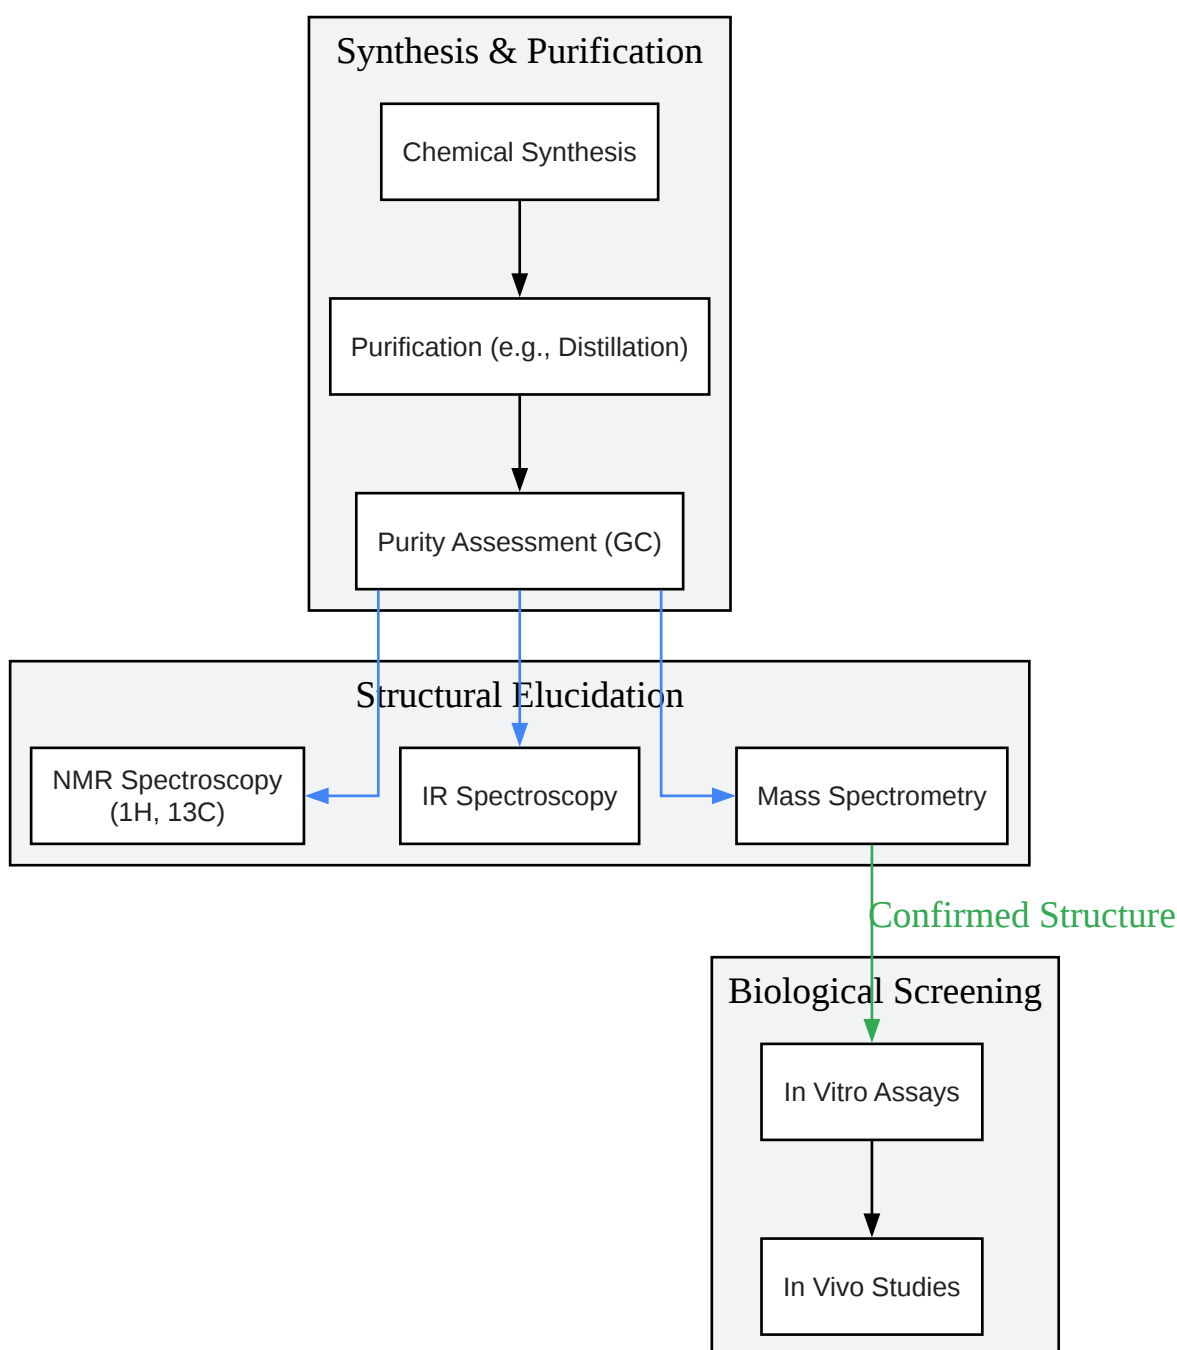 Synthesis & Purification
Chemical Synthesis
Purification (e.g., Distillation)
Purity Assessment (GC)
Structural Elucidation
NMR Spectroscopy
(1H, 13C)
IR Spectroscopy
Mass Spectrometry
Confirmed Structure
Biological Screening
In Vitro Assays
In Vivo Studies